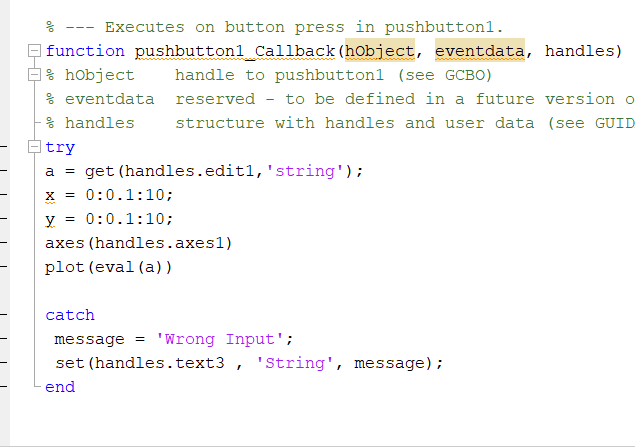 % --- Executes on button press in pushbutton1.
function pushbutton1_Callback(hObject, eventdata, handles)
% hObject    handle to pushbutton1 (see GCBO)
% eventdata  reserved - to be defined in a future version o
% handles    structure with handles and user data (see GUID
try
a = get(handles.edit1,'string');
x = 0:0.1:10;
y = 0:0.1:10;
axes(handles.axes1)
plot(eval(a))
catch
message = 'Wrong Input';
set(handles.text3 , 'String', message);
end